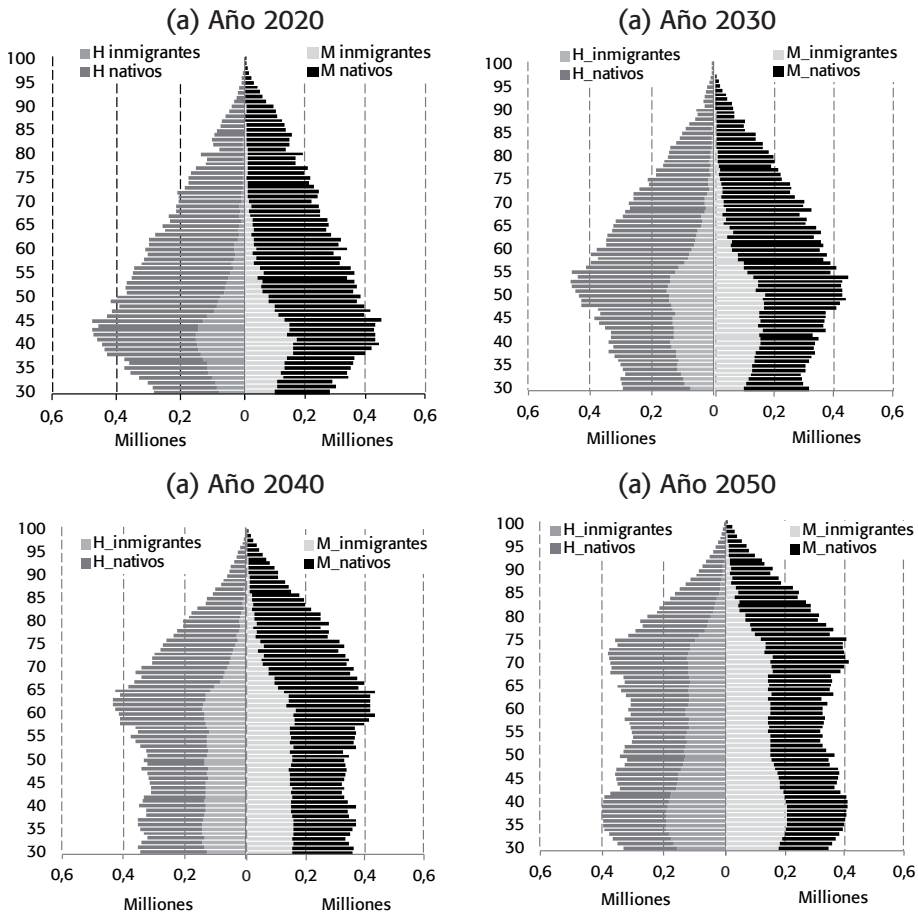 (a) Año 2020
H inmigrantes
H nativos
M inmigrantes
M nativos
100
95
90
85
80
75
70
65
60
55
50
45
40
35
30
0,6 0,4 0,2 0 0,2 0,4 0,6
Milliones Milliones
(a) Año 2030
H_inmigrantes
H_nativos
M_inmigrantes
M_nativos
100
95
90
85
80
75
70
65
60
55
50
45
40
35
30
0,6 0,4 0,2 0 0,2 0,4 0,6
Milliones Milliones
(a) Año 2040
H_inmigrantes
H_nativos
M_inmigrantes
M_nativos
100
95
90
85
80
75
70
65
60
55
50
45
40
35
30
0,6 0,4 0,2 0 0,2 0,4 0,6
Milliones Milliones
(a) Año 2050
H_inmigrantes
H_nativos
M_inmigrantes
M_nativos
100
95
90
85
80
75
70
65
60
55
50
45
40
35
30
0,6 0,4 0,2 0 0,2 0,4 0,6
Milliones Milliones